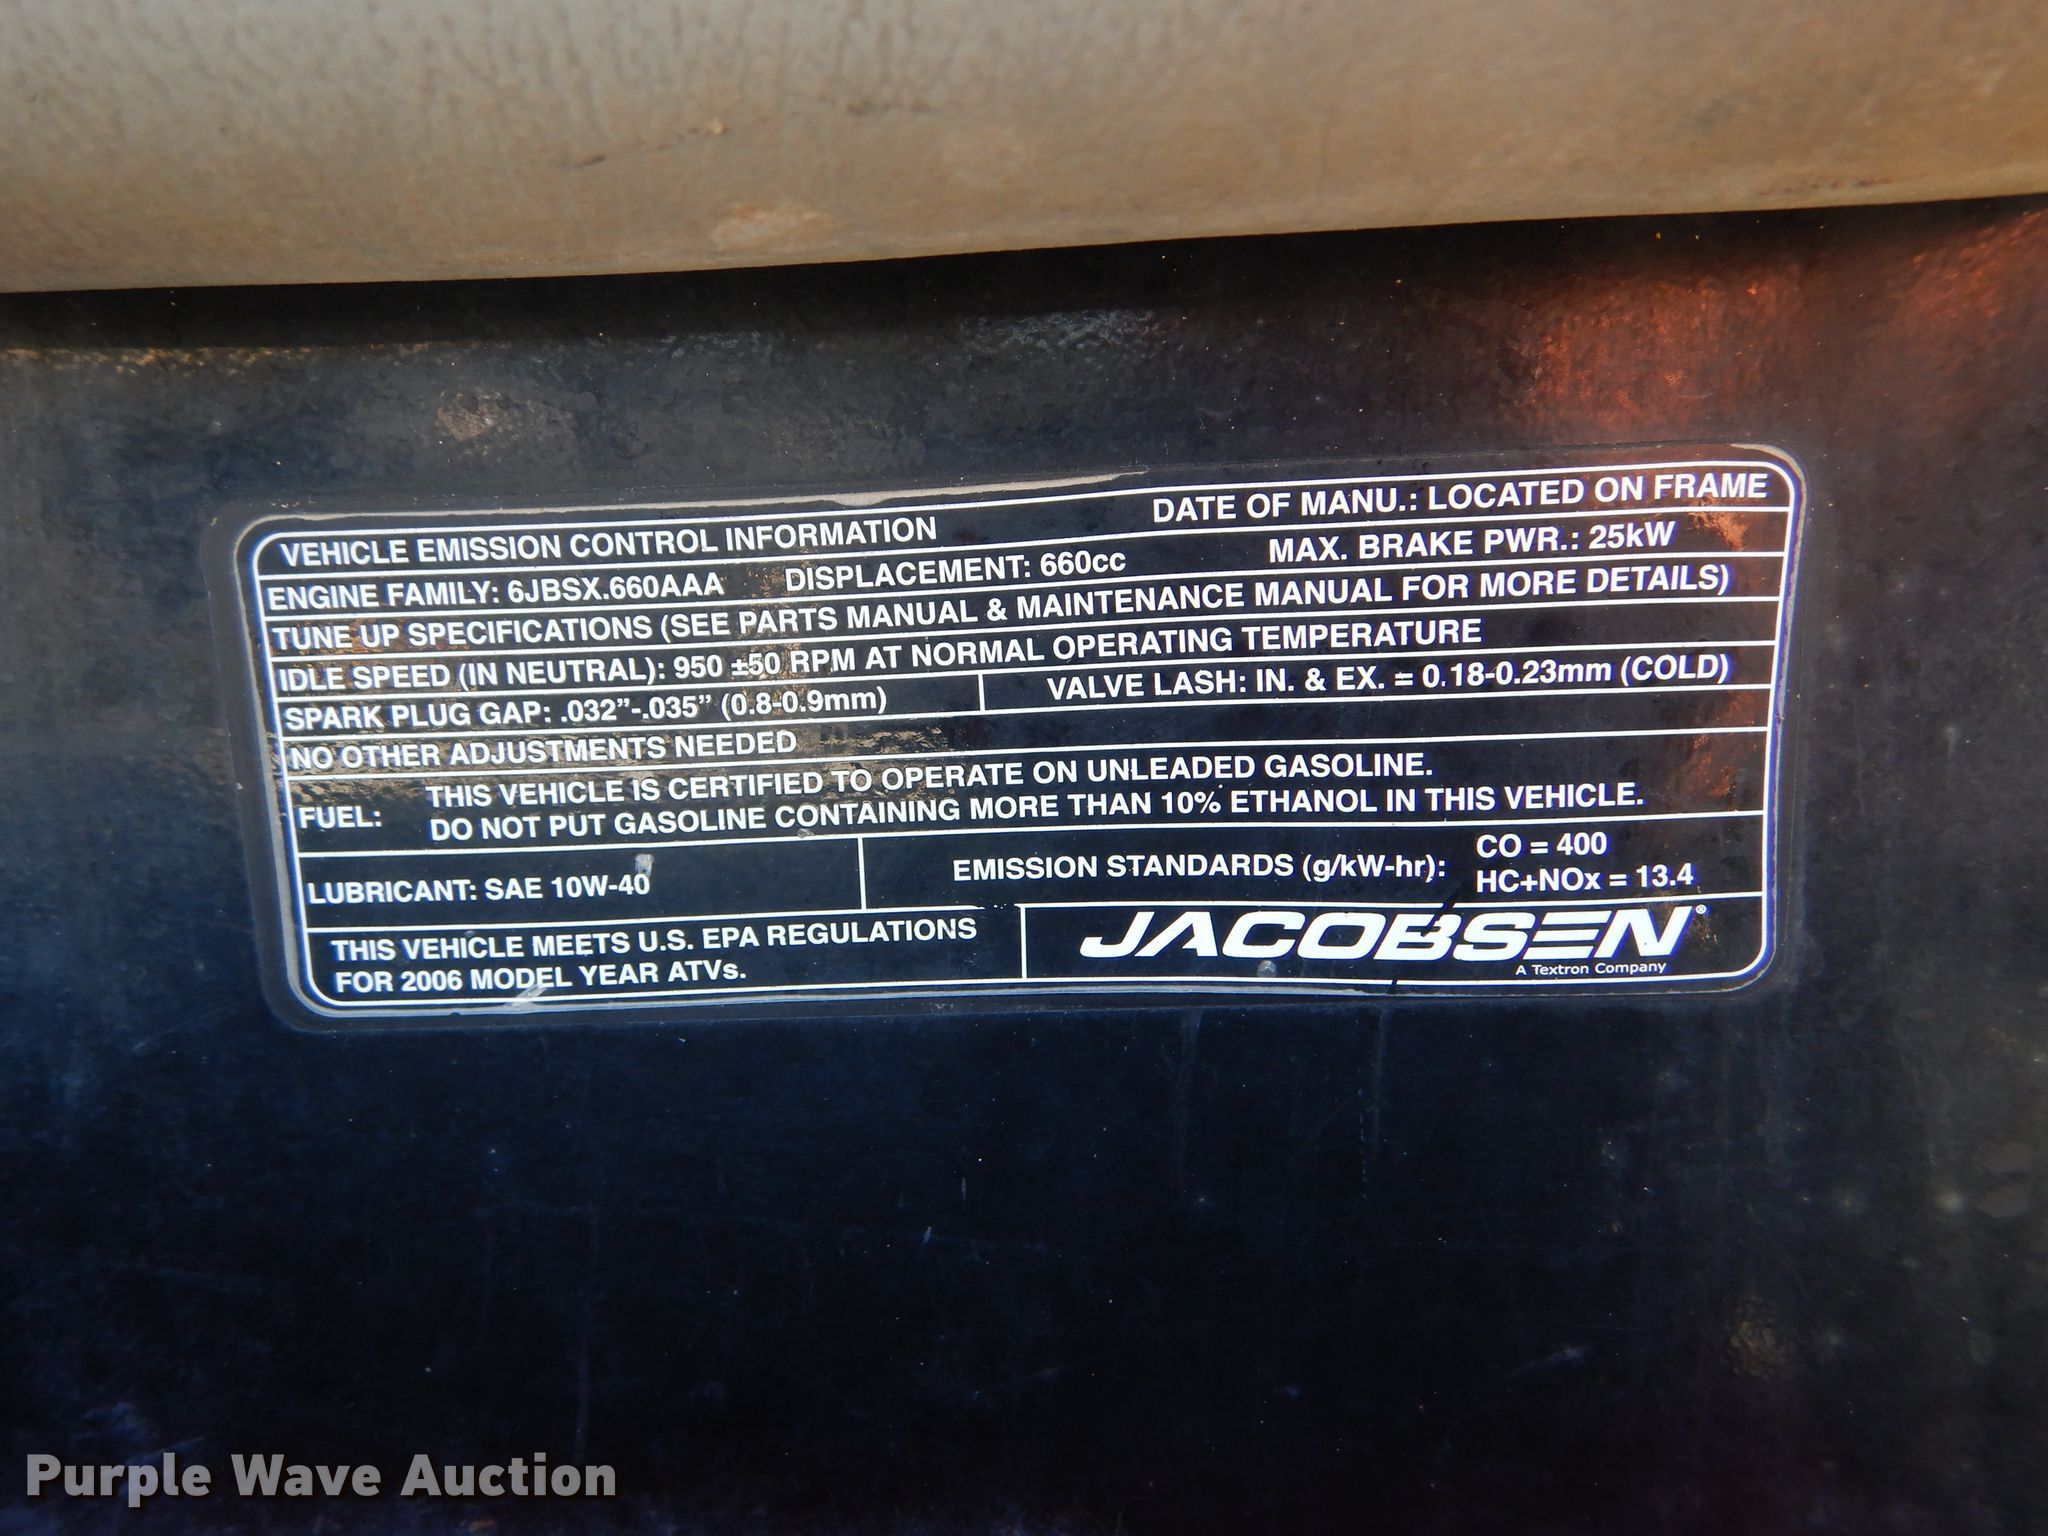 VEHICLE EMISSION CONTROL INFORMATION DATE OF MANU.: LOCATED ON FRAME
ENGINE FAMILY: 6JBSX.660AAA DISPLACEMENT: 660cc MAX. BRAKE PWR.: 25kW
TUNE UP SPECIFICATIONS (SEE PARTS MANUAL & MAINTENANCE MANUAL FOR MORE DETAILS)
IDLE SPEED (IN NEUTRAL): 950 ±50 RPM AT NORMAL OPERATING TEMPERATURE
SPARK PLUG GAP: .032”-.035” (0.8-0.9mm) VALVE LASH: IN. & EX. = 0.18-0.23mm (COLD)
NO OTHER ADJUSTMENTS NEEDED
FUEL: THIS VEHICLE IS CERTIFIED TO OPERATE ON UNLEADED GASOLINE.
DO NOT PUT GASOLINE CONTAINING MORE THAN 10% ETHANOL IN THIS VEHICLE.
LUBRICANT: SAE 10W-40 EMISSION STANDARDS (g/kW-hr): CO = 400
HC+NOx = 13.4
THIS VEHICLE MEETS U.S. EPA REGULATIONS
FOR 2006 MODEL YEAR ATVs.
JACOBSEN®
A Textron Company
Purple Wave Auction